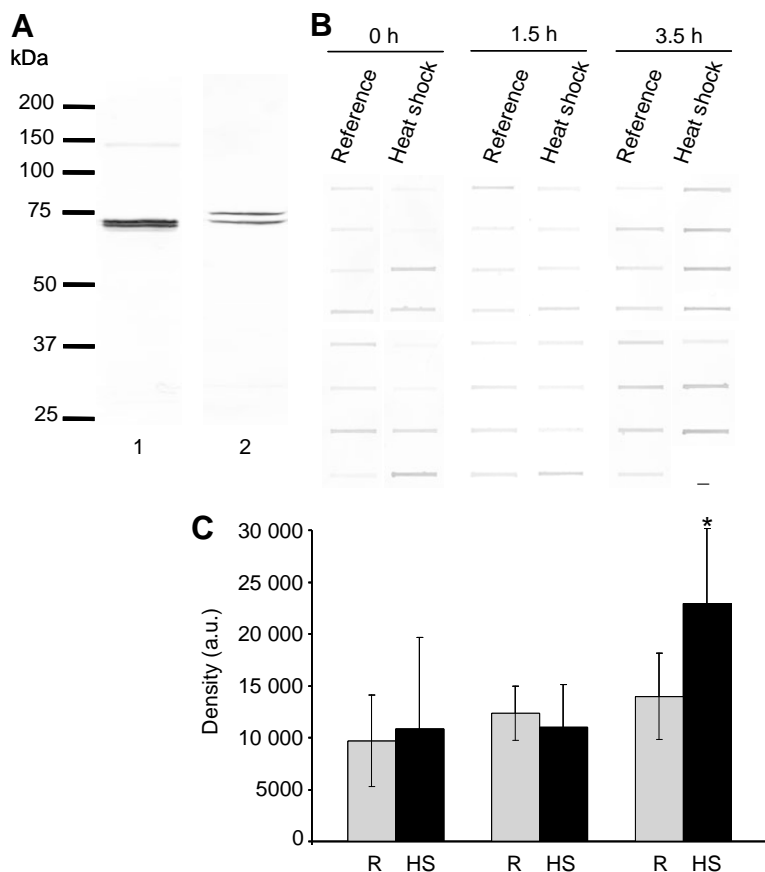 A
kDa
200
150
100
75
50
37
25
1 2
B
0 h 1.5 h 3.5 h
Reference Heat shock Reference Heat shock Reference Heat shock
C
Density (a.u.)
30 000
25 000
20 000
15 000
10 000
5000
0
*
R HS R HS R HS